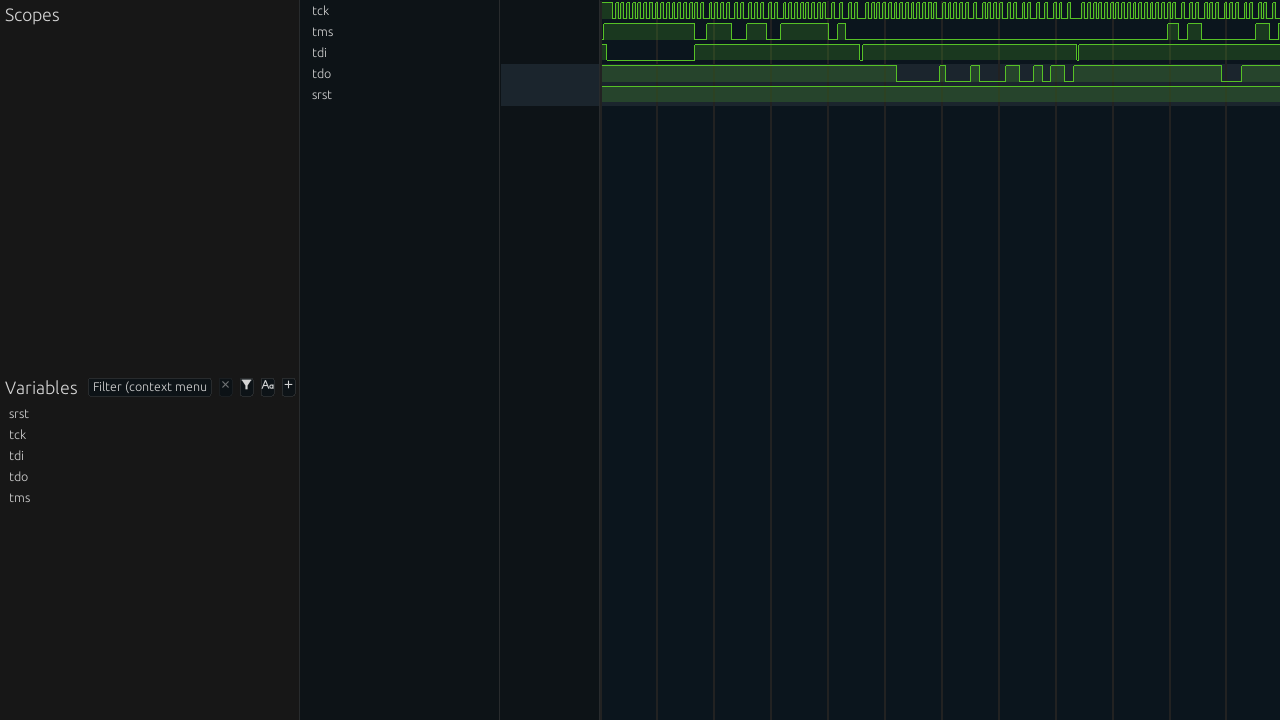 Scopes
tck
tms
tdi
tdo
srst
Variables
Filter (context menu
× Aa +
srst
tck
tdi
tdo
tms